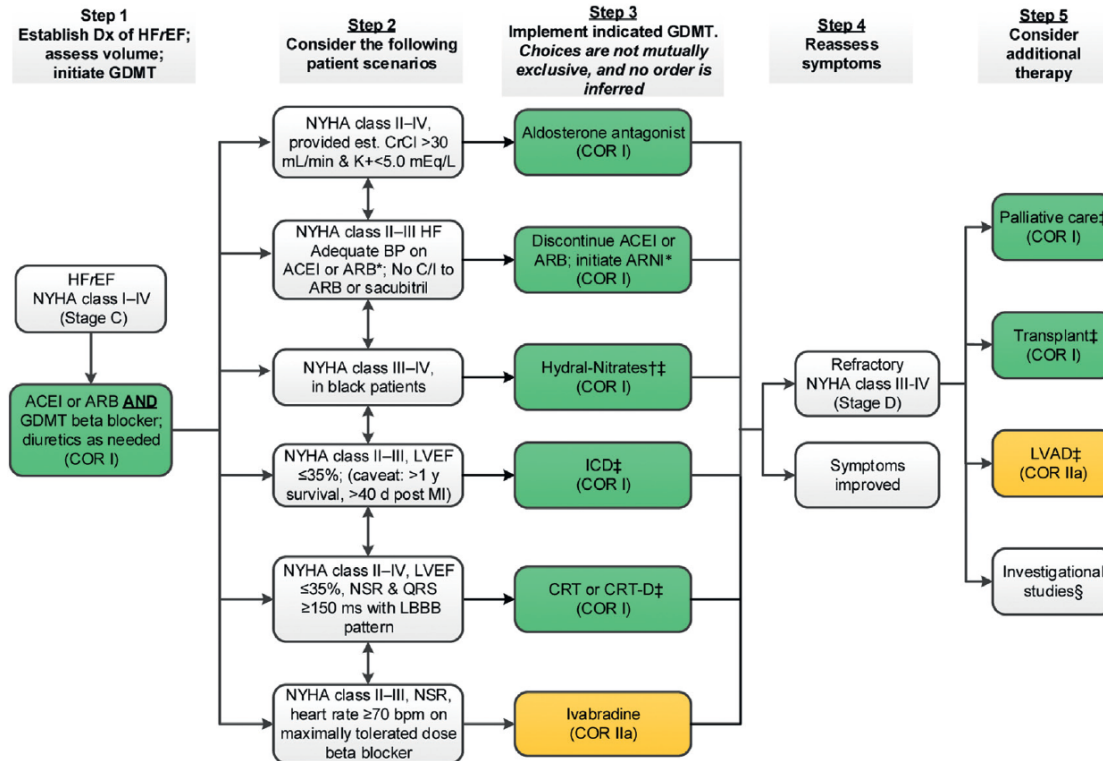 Step 1
Establish Dx of HFrEF;
assess volume;
initiate GDMT
Step 2
Consider the following
patient scenarios
Step 3
Implement indicated GDMT.
Choices are not mutually
exclusive, and no order is
inferred
Step 4
Reassess
symptoms
Step 5
Consider
additional
therapy
HFrEF
NYHA class I–IV
(Stage C)
ACEI or ARB AND
GDMT beta blocker;
diuretics as needed
(COR I)
NYHA class II–IV,
provided est. CrCl >30
mL/min & K+<5.0 mEq/L
NYHA class II–III HF
Adequate BP on
ACEI or ARB*; No C/I to
ARB or sacubitril
NYHA class III–IV,
in black patients
NYHA class II–III, LVEF
≤35%; (caveat: >1 y
survival, >40 d post MI)
NYHA class II–IV, LVEF
≤35%, NSR & QRS
≥150 ms with LBBB
pattern
NYHA class II–III, NSR,
heart rate ≥70 bpm on
maximally tolerated dose
beta blocker
Aldosterone antagonist
(COR I)
Discontinue ACEI or
ARB; initiate ARNI*
(COR I)
Hydral-Nitrates†‡
(COR I)
ICD‡
(COR I)
CRT or CRT-D‡
(COR I)
Ivabradine
(COR IIa)
Refractory
NYHA class III-IV
(Stage D)
Symptoms
improved
Palliative care‡
(COR I)
Transplant‡
(COR I)
LVAD‡
(COR IIa)
Investigational
studies§